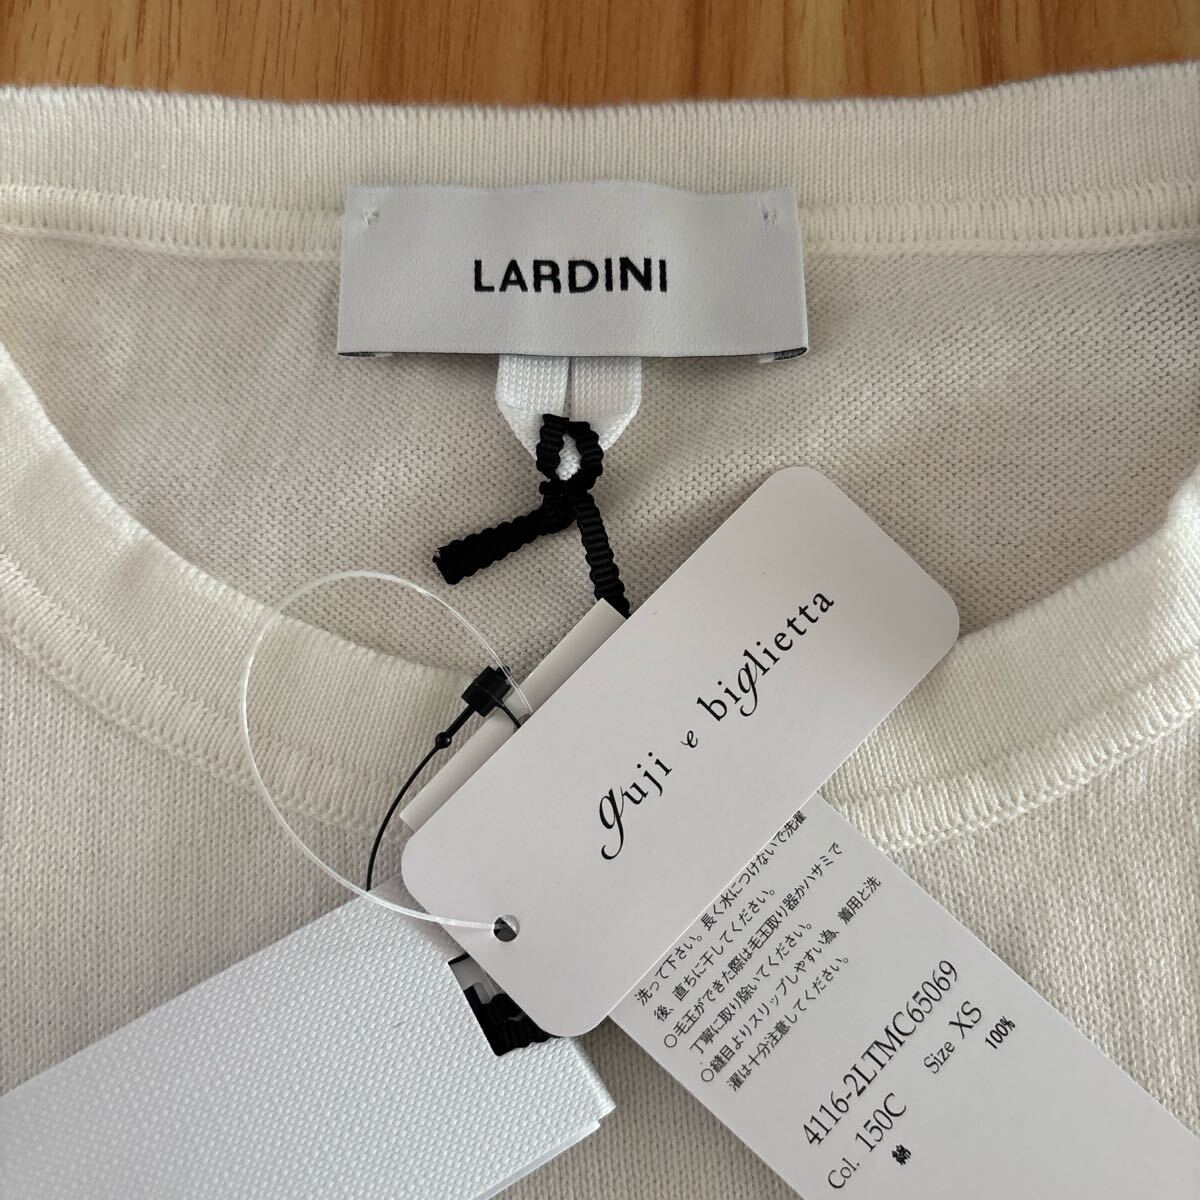 LARDINI
guji e biglietta
洗って下さい。長く水につけないで洗濯
後、直ちに干してください。
○毛玉ができた際は毛玉取り器かハサミで
丁寧に取り除いてください。
○縫目よりスリップしやすい為、着用と洗
濯は十分注意してください。
4116-2LTMC65069
Col. 150C Size XS
綿 100%